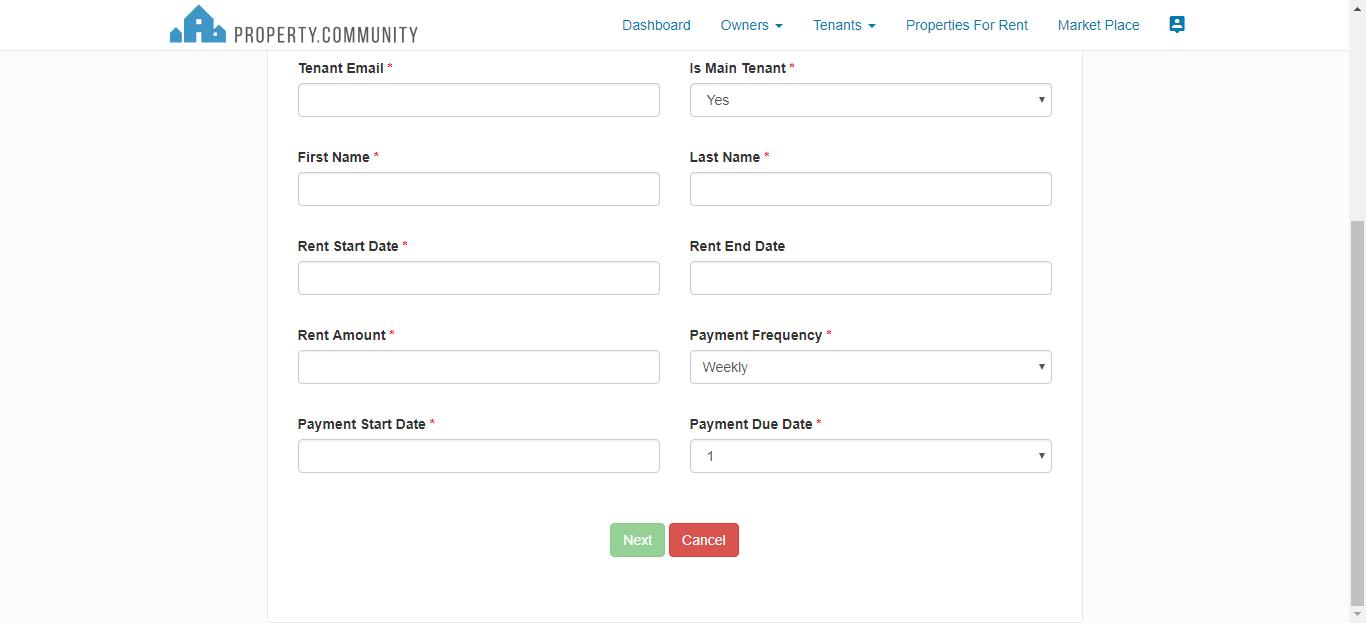 PROPERTY.COMMUNITY
Dashboard Owners Tenants Properties For Rent Market Place
Tenant Email * Is Main Tenant *
Yes
First Name * Last Name *
Rent Start Date * Rent End Date
Rent Amount * Payment Frequency *
Weekly
Payment Start Date * Payment Due Date *
1
Next Cancel